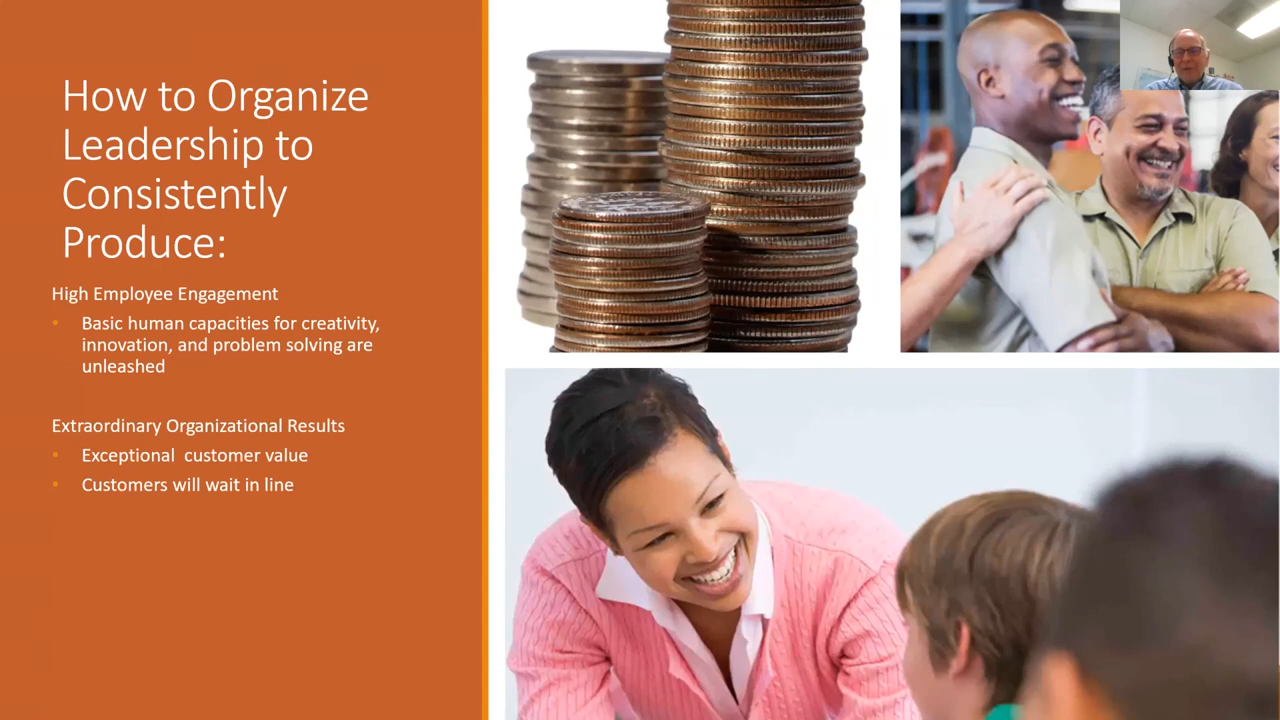 How to Organize
Leadership to
Consistently
Produce:
High Employee Engagement
• Basic human capacities for creativity,
innovation, and problem solving are
unleashed
Extraordinary Organizational Results
• Exceptional  customer value
• Customers will wait in line